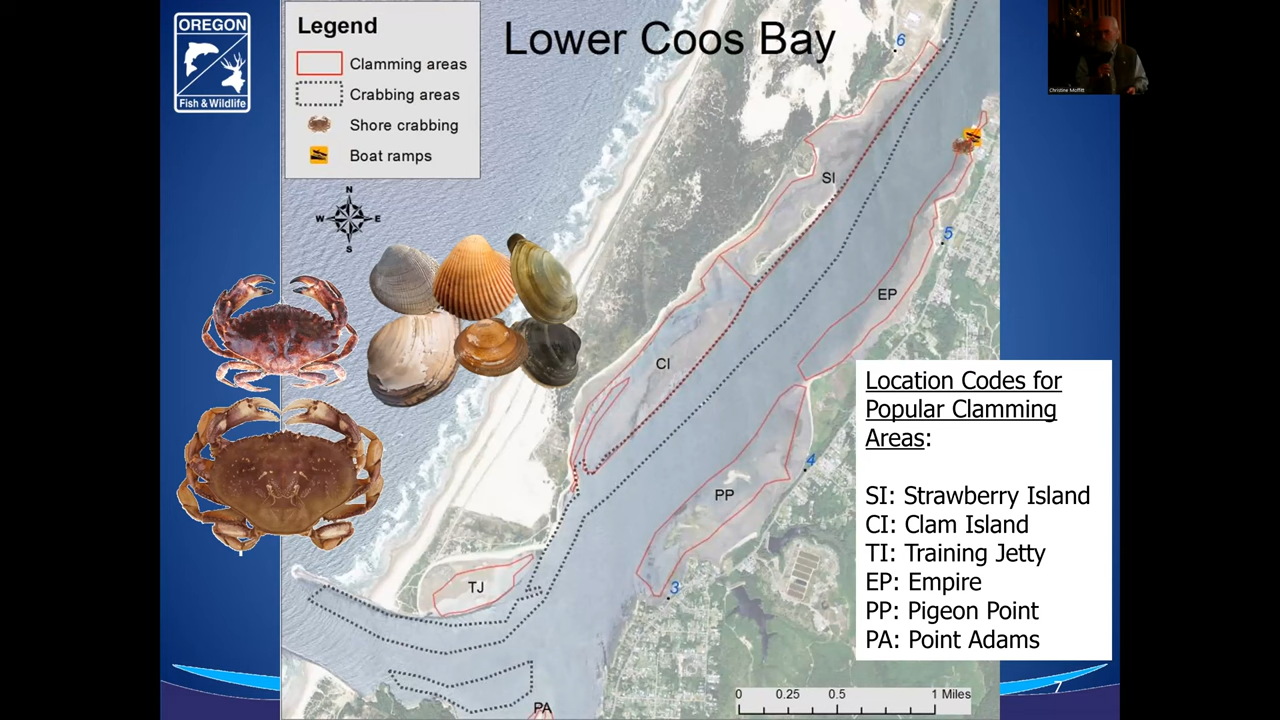 OREGON
Fish & Wildlife
Legend
Clamming areas
Crabbing areas
Shore crabbing
Boat ramps
Lower Coos Bay
Christine Moffitt
N
W E
S
6
SI
5
EP
CI
4
PP
3
TJ
PA
Location Codes for
Popular Clamming
Areas:
SI: Strawberry Island
CI: Clam Island
TI: Training Jetty
EP: Empire
PP: Pigeon Point
PA: Point Adams
0 0.25 0.5 1 Miles
7